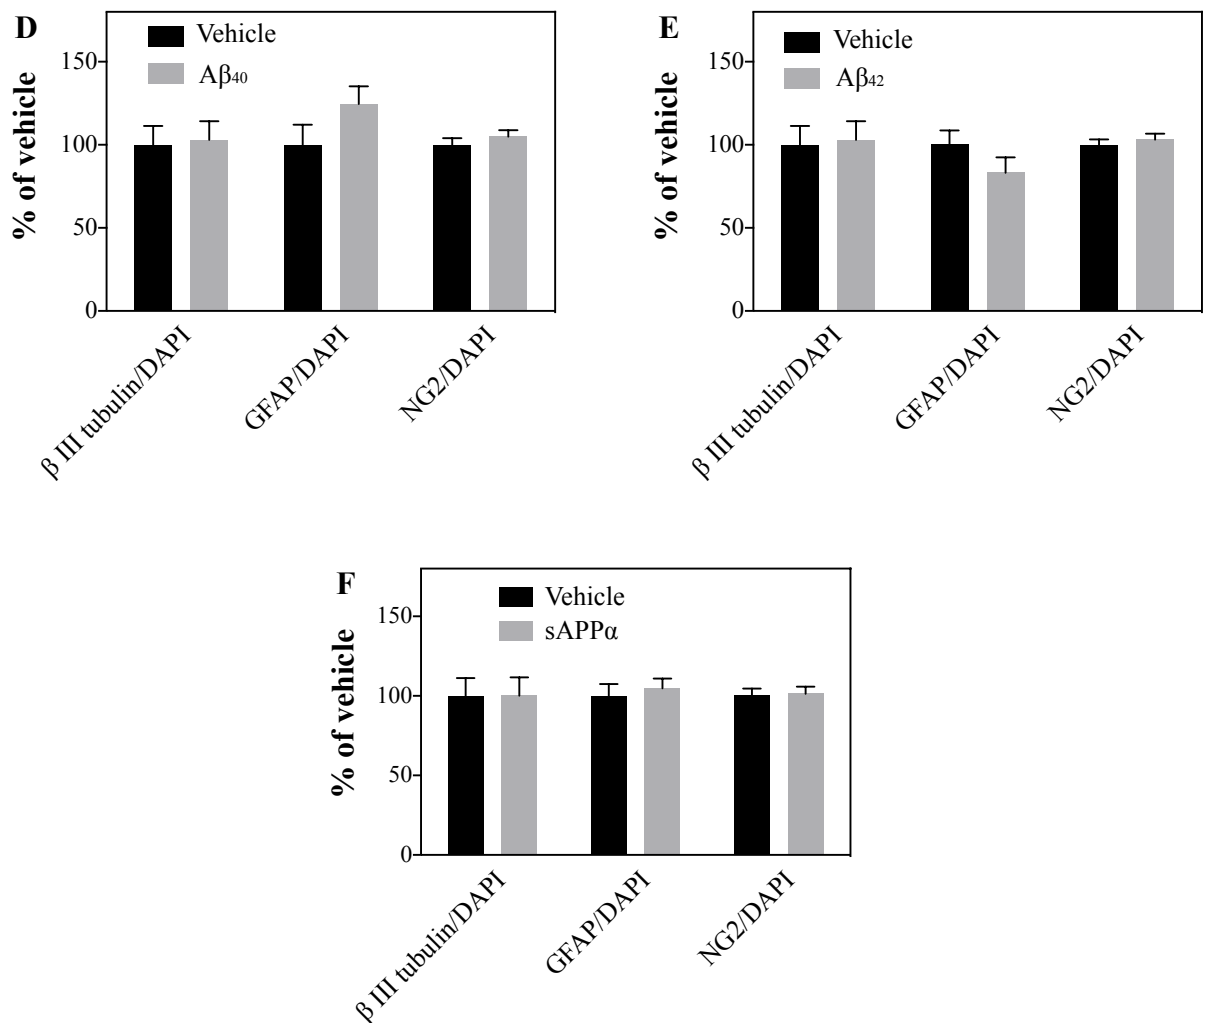 D
Vehicle
Aβ40
% of vehicle
150
100
50
0
β III tubulin/DAPI
GFAP/DAPI
NG2/DAPI
E
Vehicle
Aβ42
% of vehicle
150
100
50
0
β III tubulin/DAPI
GFAP/DAPI
NG2/DAPI
F
Vehicle
sAPPα
% of vehicle
150
100
50
0
β III tubulin/DAPI
GFAP/DAPI
NG2/DAPI